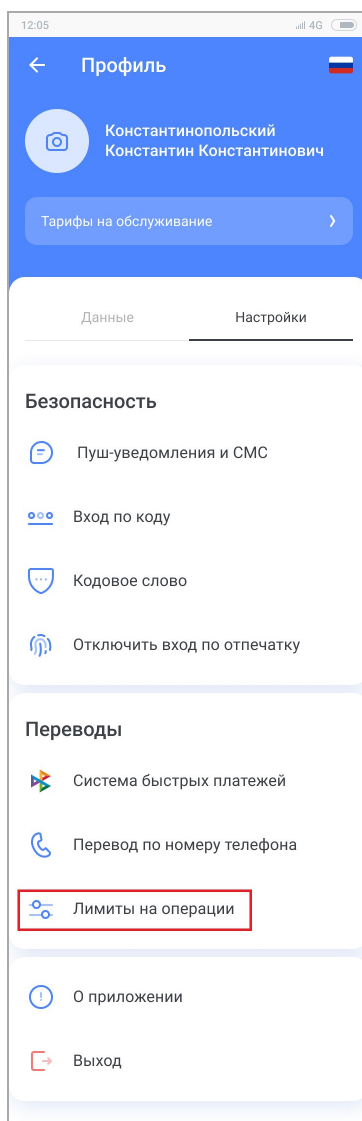 12:05
4G
Профиль
Константинопольский
Константин Константинович
Тарифы на обслуживание
Данные
Настройки
Безопасность
Пуш-уведомления и СМС
Вход по коду
Кодовое слово
Отключить вход по отпечатку
Переводы
Система быстрых платежей
Перевод по номеру телефона
Лимиты на операции
О приложении
Выход